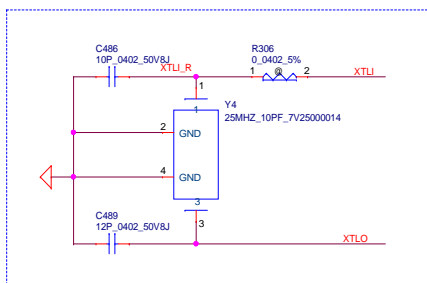 C486
10P_0402_50V8J
XTLI_R
R306
0_0402_5%
@
1
2
XTLI
1
1
Y4
25MHZ_10PF_7V25000014
2
GND
4
GND
3
3
C489
12P_0402_50V8J
XTLO